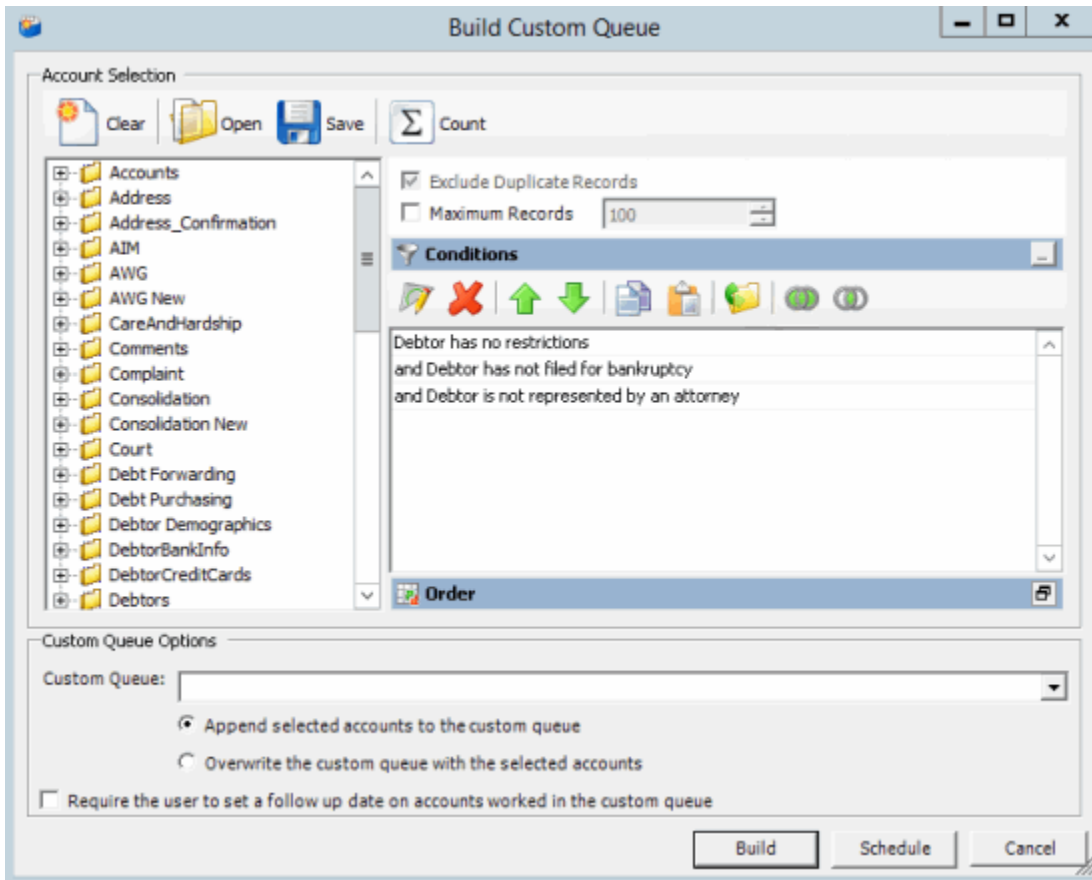 Build Custom Queue
Account Selection
Clear Open Save Count
Accounts
Address
Address_Confirmation
AIM
AWG
AWG New
CareAndHardship
Comments
Complaint
Consolidation
Consolidation New
Court
Debt Forwarding
Debt Purchasing
Debtor Demographics
DebtorBankInfo
DebtorCreditCards
Debtors
Exclude Duplicate Records
Maximum Records 100
Conditions
Debtor has no restrictions
and Debtor has not filed for bankruptcy
and Debtor is not represented by an attorney
Order
Custom Queue Options
Custom Queue:
Append selected accounts to the custom queue
Overwrite the custom queue with the selected accounts
Require the user to set a follow up date on accounts worked in the custom queue
Build Schedule Cancel